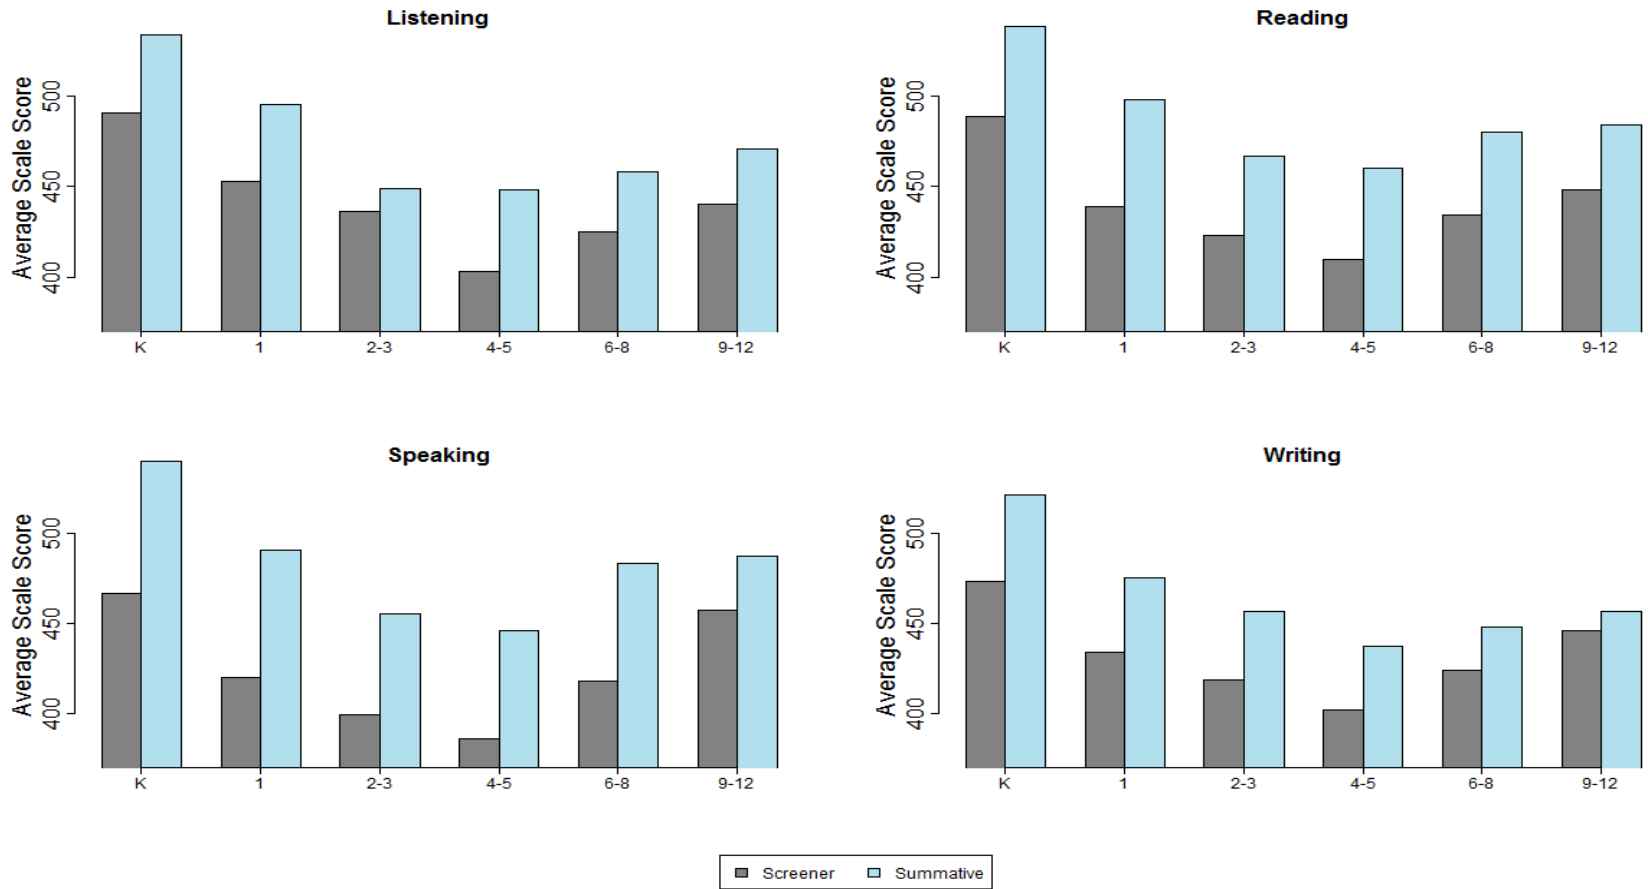 Listening
Average Scale Score
500
450
400
K 1 2-3 4-5 6-8 9-12
Reading
Average Scale Score
500
450
400
K 1 2-3 4-5 6-8 9-12
Speaking
Average Scale Score
500
450
400
K 1 2-3 4-5 6-8 9-12
Writing
Average Scale Score
500
450
400
K 1 2-3 4-5 6-8 9-12
Screener Summative